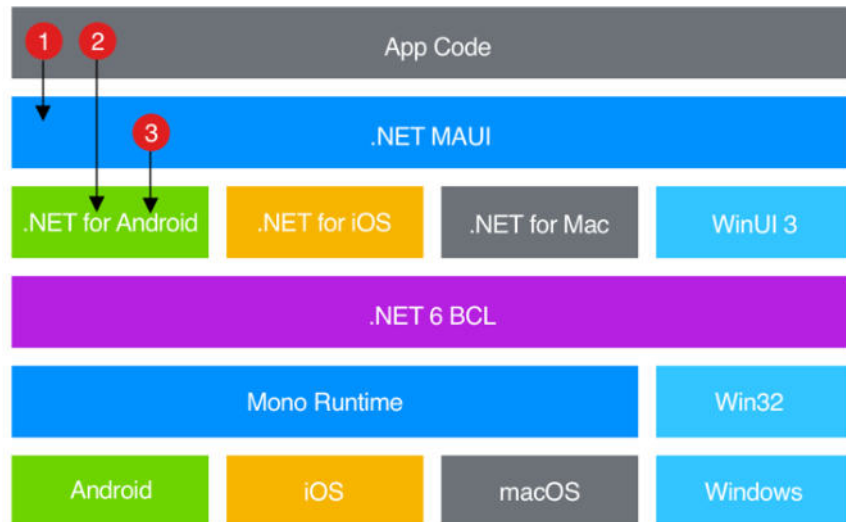 1 2
App Code
3
.NET MAUI
.NET for Android .NET for iOS .NET for Mac WinUI 3
.NET 6 BCL
Mono Runtime Win32
Android iOS macOS Windows